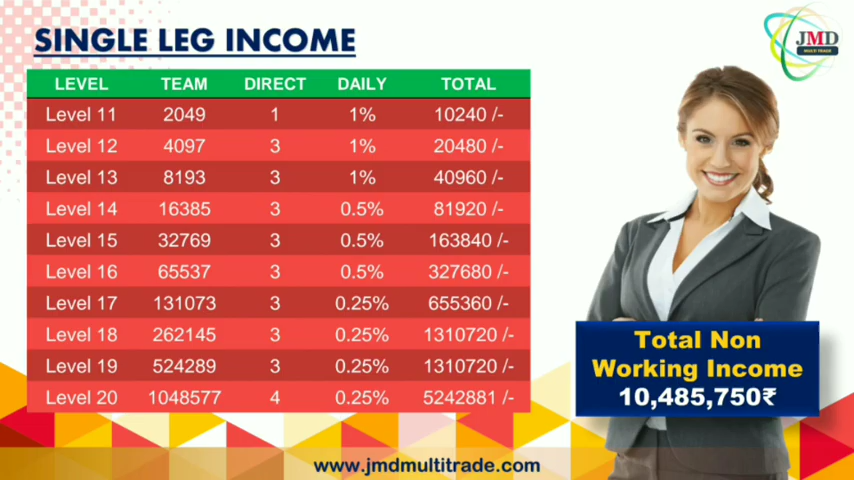 SINGLE LEG INCOME
JMD
MULTI TRADE
LEVEL TEAM DIRECT DAILY TOTAL
Level 11 2049 1 1% 10240 /-
Level 12 4097 3 1% 20480 /-
Level 13 8193 3 1% 40960 /-
Level 14 16385 3 0.5% 81920 /-
Level 15 32769 3 0.5% 163840 /-
Level 16 65537 3 0.5% 327680 /-
Level 17 131073 3 0.25% 655360 /-
Level 18 262145 3 0.25% 1310720 /-
Level 19 524289 3 0.25% 1310720 /-
Level 20 1048577 4 0.25% 5242881 /-
Total Non
Working Income
10,485,750₹
www.jmdmultitrade.com